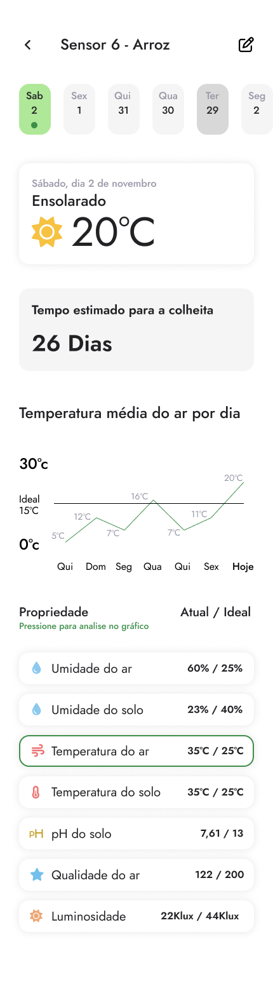 Sensor 6 - Arroz
Sab Sex Qui Qua Ter Seg
2 1 31 30 29 2
Sábado, dia 2 de novembro
Ensolarado
20°C
Tempo estimado para a colheita
26 Dias
Temperatura média do ar por dia
30°c
20°C
16°C
Ideal
15°C
12°C
11°C
7°C
7°C
5°C
0°c
Qui Dom Seg Qua Qui Sex Hoje
Propriedade Atual / Ideal
Pressione para analise no gráfico
Umidade do ar 60% / 25%
Umidade do solo 23% / 40%
Temperatura do ar 35°C / 25°C
Temperatura do solo 35°C / 25°C
pH pH do solo 7,61 / 13
Qualidade do ar 122 / 200
Luminosidade 22Klux / 44Klux